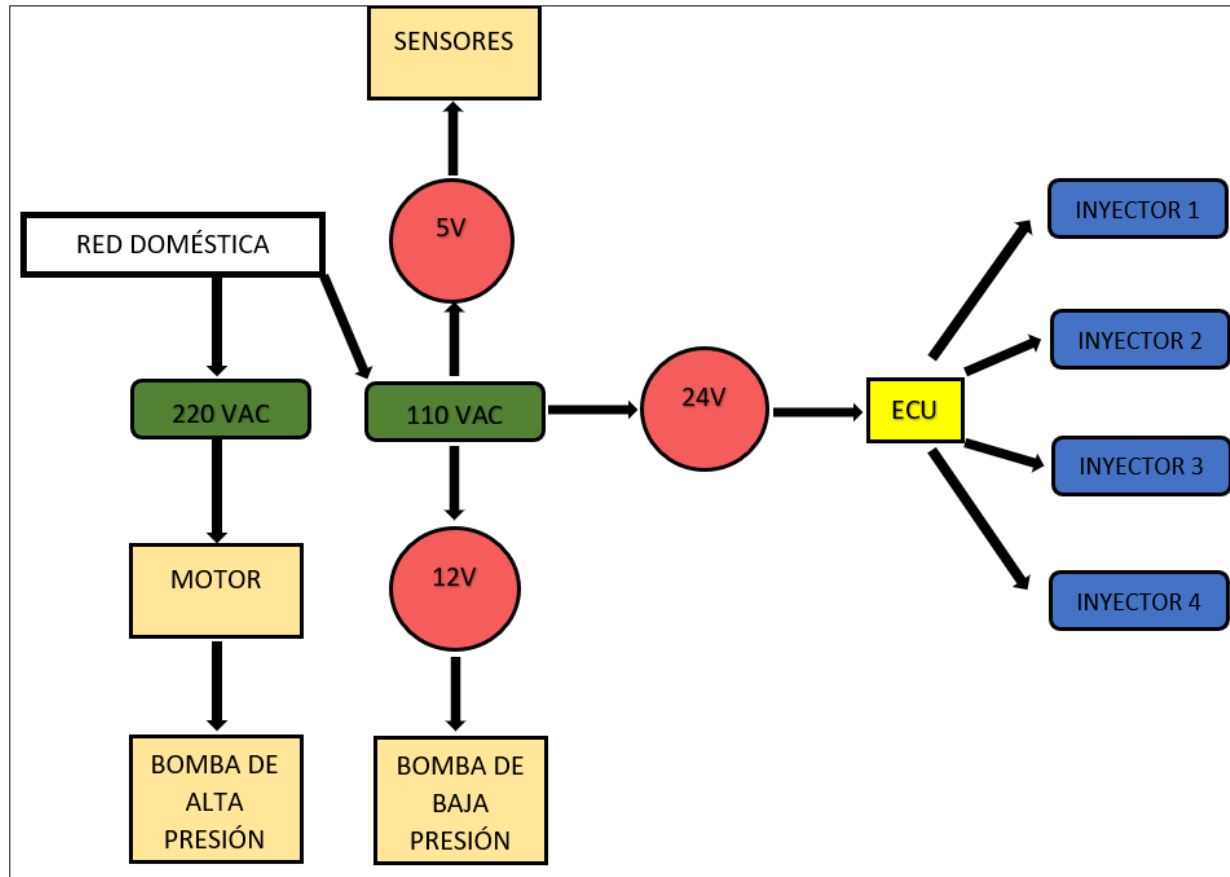 SENSORES
5V
RED DOMÉSTICA
220 VAC
110 VAC
24V
ECU
INYECTOR 1
INYECTOR 2
INYECTOR 3
INYECTOR 4
MOTOR
12V
BOMBA DE
ALTA
PRESIÓN
BOMBA DE
BAJA
PRESIÓN